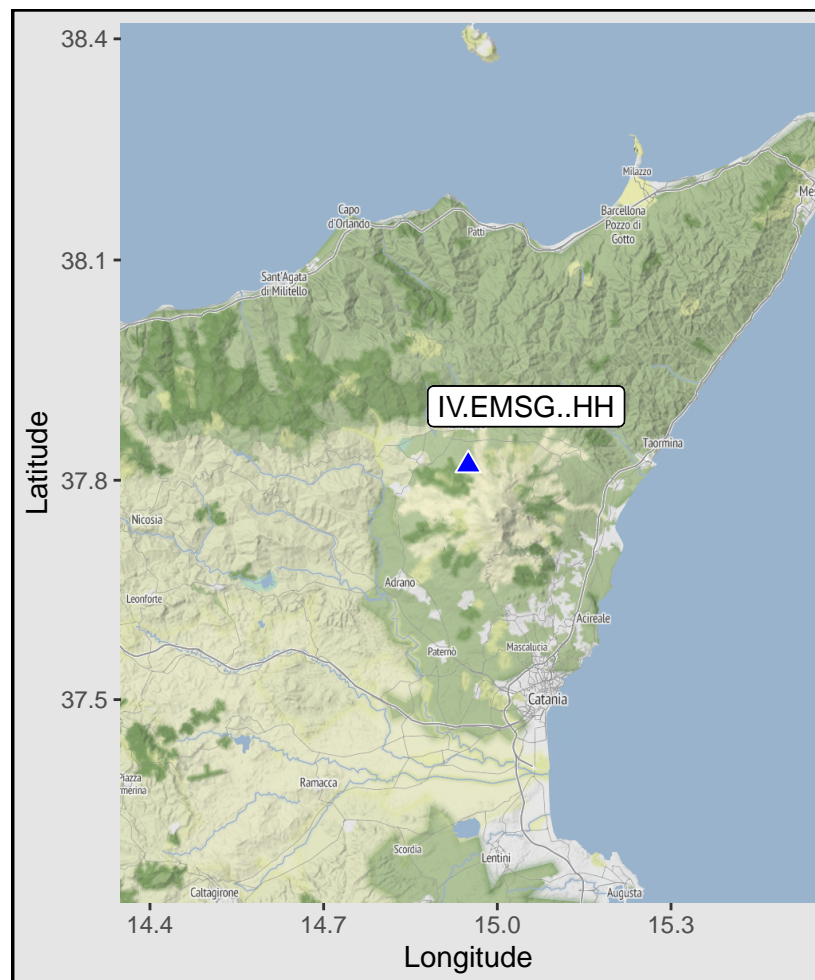 38.4
Milazzo
Capo
d'Orlando
Barcellona
Pozzo di
Gotto
Patti
38.1
Sant'Agata
di Militello
IV.EMSG..HH
Taormina
Latitude
37.8
Nicosia
Adrano
Leonforte
Acireale
Mascalucia
Paternò
37.5
Catania
Piazza
Ramacca
Scordia
Lentini
Caltagirone
Augusta
14.4
14.7
15.0
15.3
Longitude